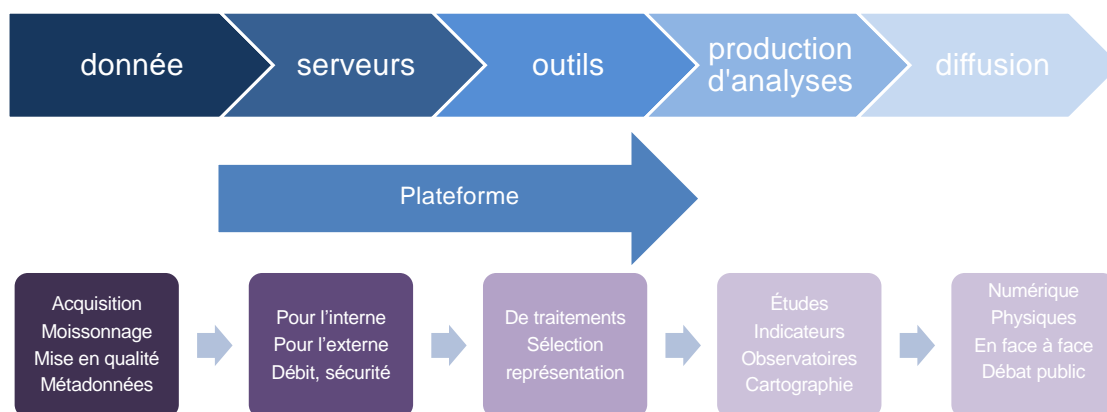 donnée
serveurs
outils
production
d'analyses
diffusion
Plateforme
Acquisition
Moissonnage
Mise en qualité
Métadonnées
Pour l’interne
Pour l’externe
Débit, sécurité
De traitements
Sélection
représentation
Études
Indicateurs
Observatoires
Cartographie
Numérique
Physiques
En face à face
Débat public